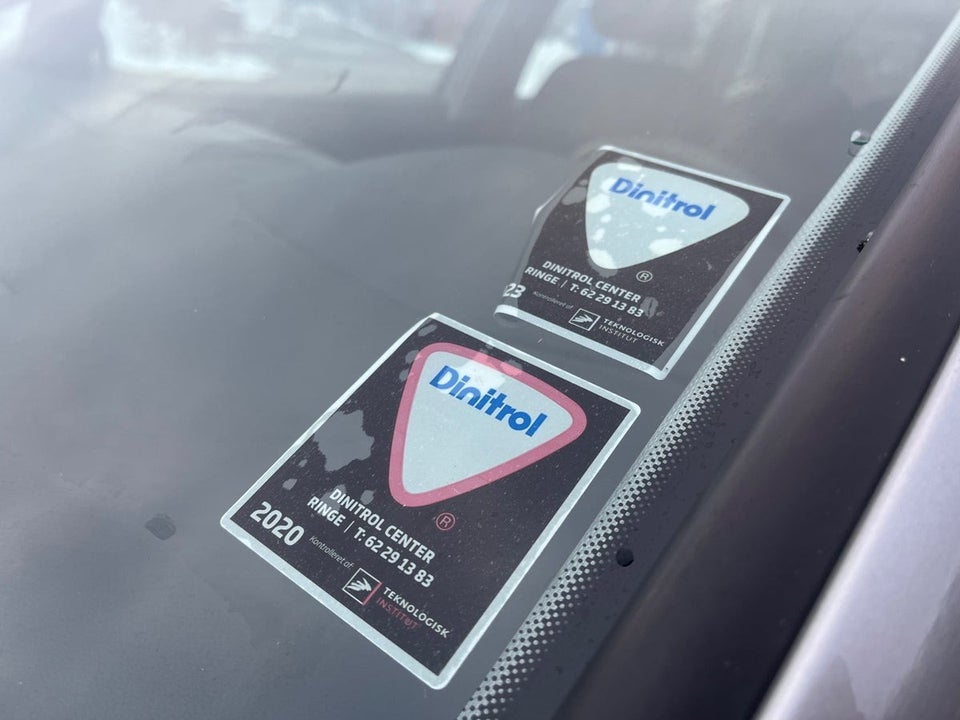 Dinitrol
®
DINITROL CENTER
RINGE | T: 62 29 13 83
23
Kontrolleret af
TEKNOLOGISK
INSTITUT
Dinitrol
®
DINITROL CENTER
RINGE | T: 62 29 13 83
2020
Kontrolleret af
TEKNOLOGISK
INSTITUT